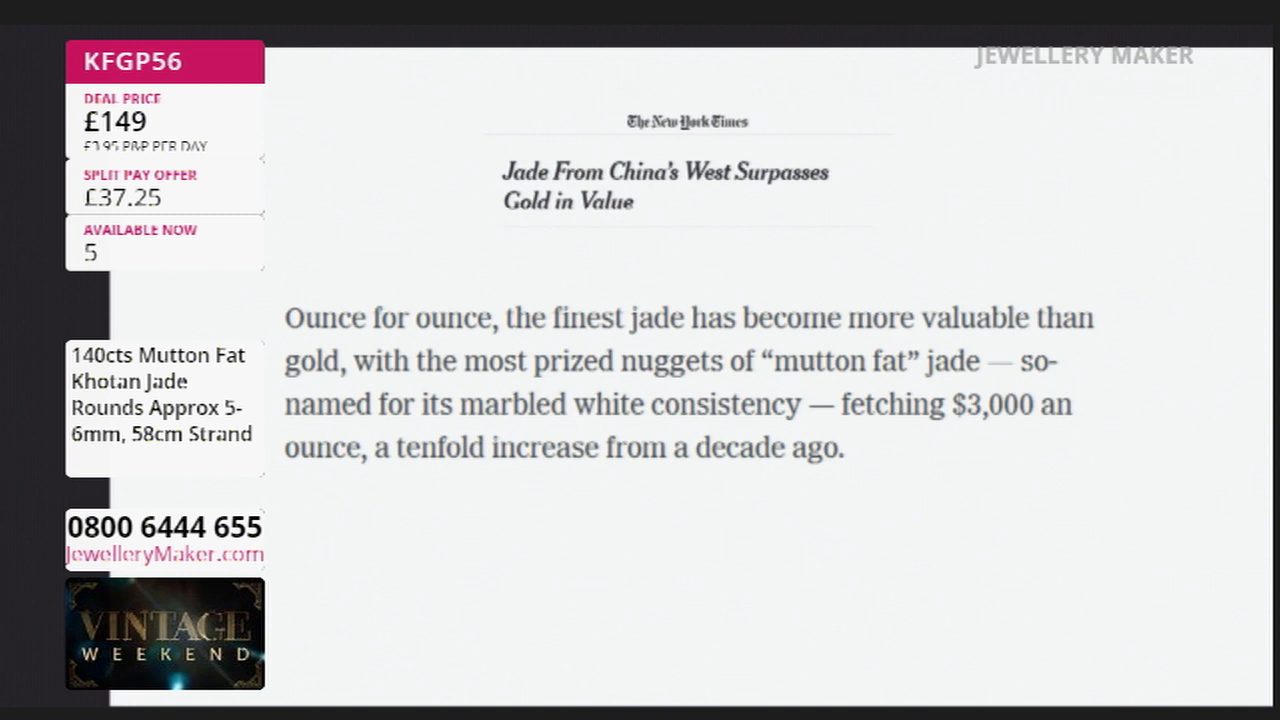 KFGP56
DEAL PRICE
£149
£3.95 P&P PER DAY
SPLIT PAY OFFER
£37.25
AVAILABLE NOW
5
140cts Mutton Fat
Khotan Jade
Rounds Approx 5-
6mm, 58cm Strand
0800 6444 655
JewelleryMaker.com
VINTAGE
WEEKEND
JEWELLERY MAKER
The New York Times
Jade From China's West Surpasses
Gold in Value
Ounce for ounce, the finest jade has become more valuable than
gold, with the most prized nuggets of “mutton fat” jade — so-
named for its marbled white consistency — fetching $3,000 an
ounce, a tenfold increase from a decade ago.